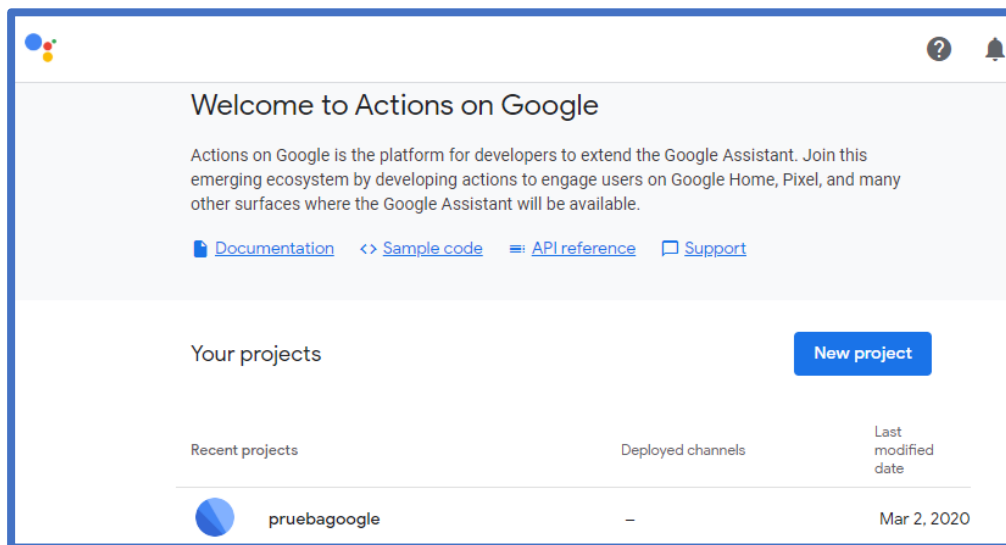 Welcome to Actions on Google
Actions on Google is the platform for developers to extend the Google Assistant. Join this
emerging ecosystem by developing actions to engage users on Google Home, Pixel, and many
other surfaces where the Google Assistant will be available.
Documentation <> Sample code API reference Support
Your projects New project
Recent projects Deployed channels Last
modified
date
pruebagoogle – Mar 2, 2020